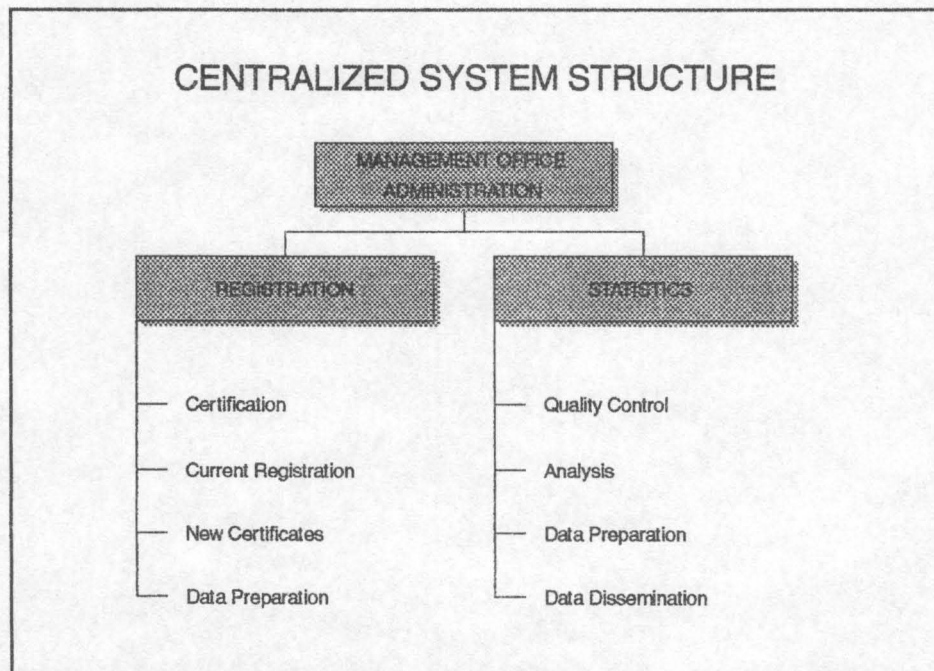 CENTRALIZED SYSTEM STRUCTURE
MANAGEMENT OFFICE
ADMINISTRATION
REGISTRATION
Certification
Current Registration
New Certificates
Data Preparation
STATISTICS
Quality Control
Analysis
Data Preparation
Data Dissemination